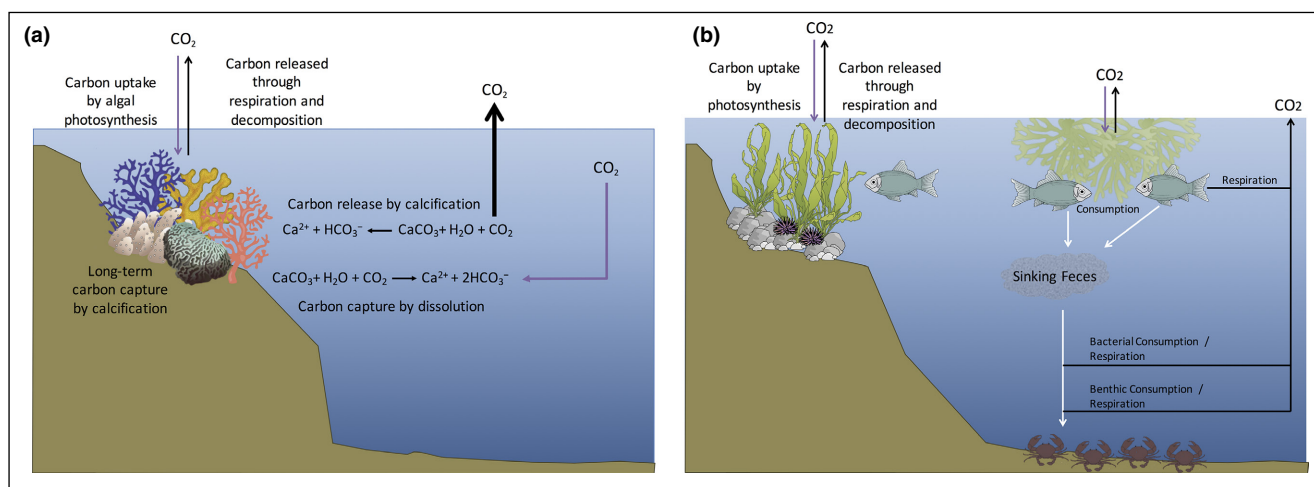 (a)
CO₂
Carbon uptake
by algal
photosynthesis
Carbon released
through
respiration and
decomposition
CO₂
CO₂
Carbon release by calcification
Ca²⁺ + HCO₃⁻ ⟵ CaCO₃+ H₂O + CO₂
CaCO₃+ H₂O + CO₂ ⟶ Ca²⁺ + 2HCO₃⁻
Carbon capture by dissolution
Long-term
carbon capture
by calcification
(b)
CO2
Carbon uptake
by
photosynthesis
Carbon released
through
respiration and
decomposition
CO2
CO2
Respiration
Consumption
Sinking Feces
Bacterial Consumption /
Respiration
Benthic Consumption /
Respiration